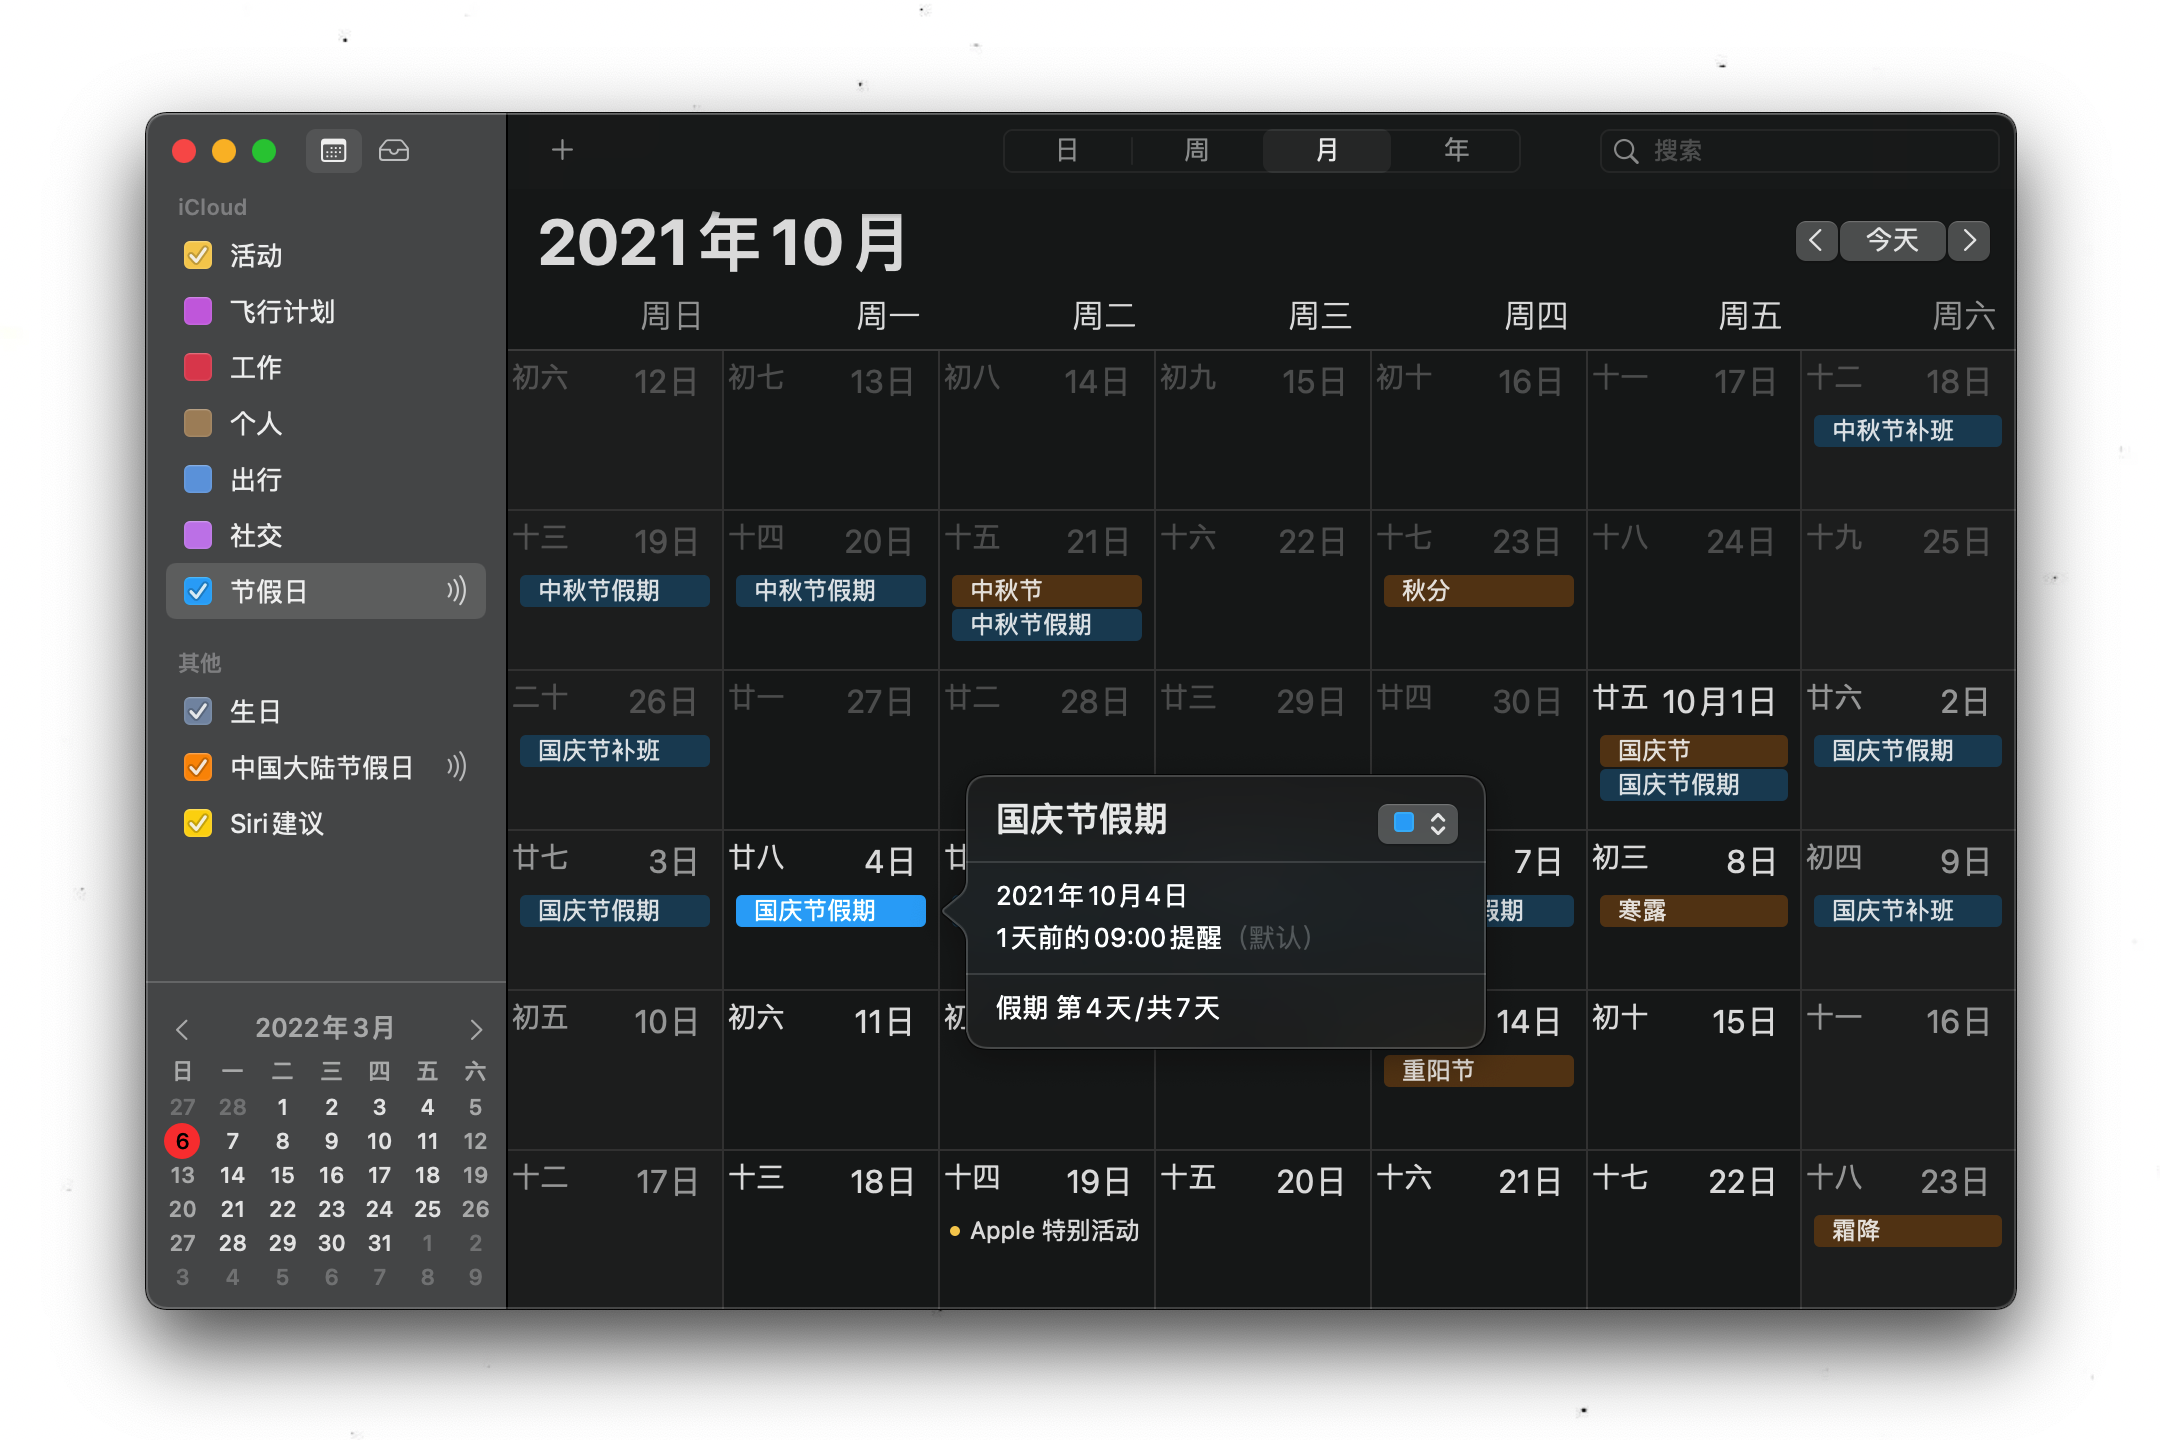 日 周 月 年
搜索
iCloud
活动
飞行计划
工作
个人
出行
社交
节假日
其他
生日
中国大陆节假日
Siri建议
2022年3月
日 一 二 三 四 五 六
27 28 1 2 3 4 5
6 7 8 9 10 11 12
13 14 15 16 17 18 19
20 21 22 23 24 25 26
27 28 29 30 31 1 2
3 4 5 6 7 8 9
2021年10月
今天
周日 周一 周二 周三 周四 周五 周六
初六 12日 初七 13日 初八 14日 初九 15日 初十 16日 十一 17日 十二 18日
中秋节补班
十三 19日 十四 20日 十五 21日 十六 22日 十七 23日 十八 24日 十九 25日
中秋节假期 中秋节假期 中秋节 秋分
中秋节假期
二十 26日 廿一 27日 廿二 28日 廿三 29日 廿四 30日 廿五 10月1日 廿六 2日
国庆节补班 国庆节 国庆节假期
国庆节假期
廿七 3日 廿八 4日 廿 7日 初三 8日 初四 9日
国庆节假期 国庆节假期 假期 寒露 国庆节补班
国庆节假期
2021年10月4日
1天前的09:00提醒（默认）
假期 第4天/共7天
初五 10日 初六 11日 初 14日 初十 15日 十一 16日
重阳节
十二 17日 十三 18日 十四 19日 十五 20日 十六 21日 十七 22日 十八 23日
Apple 特别活动 霜降